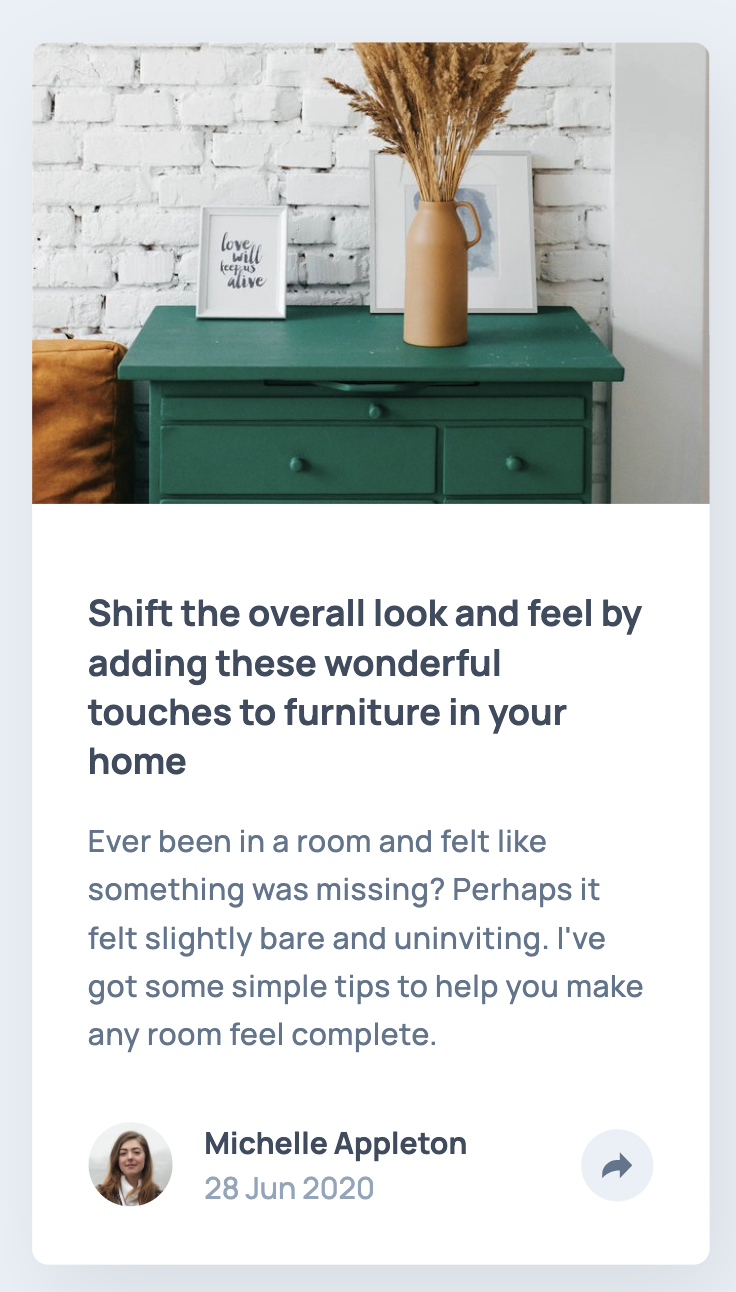 love
will
keep us
alive
Shift the overall look and feel by
adding these wonderful
touches to furniture in your
home
Ever been in a room and felt like
something was missing? Perhaps it
felt slightly bare and uninviting. I've
got some simple tips to help you make
any room feel complete.
Michelle Appleton
28 Jun 2020